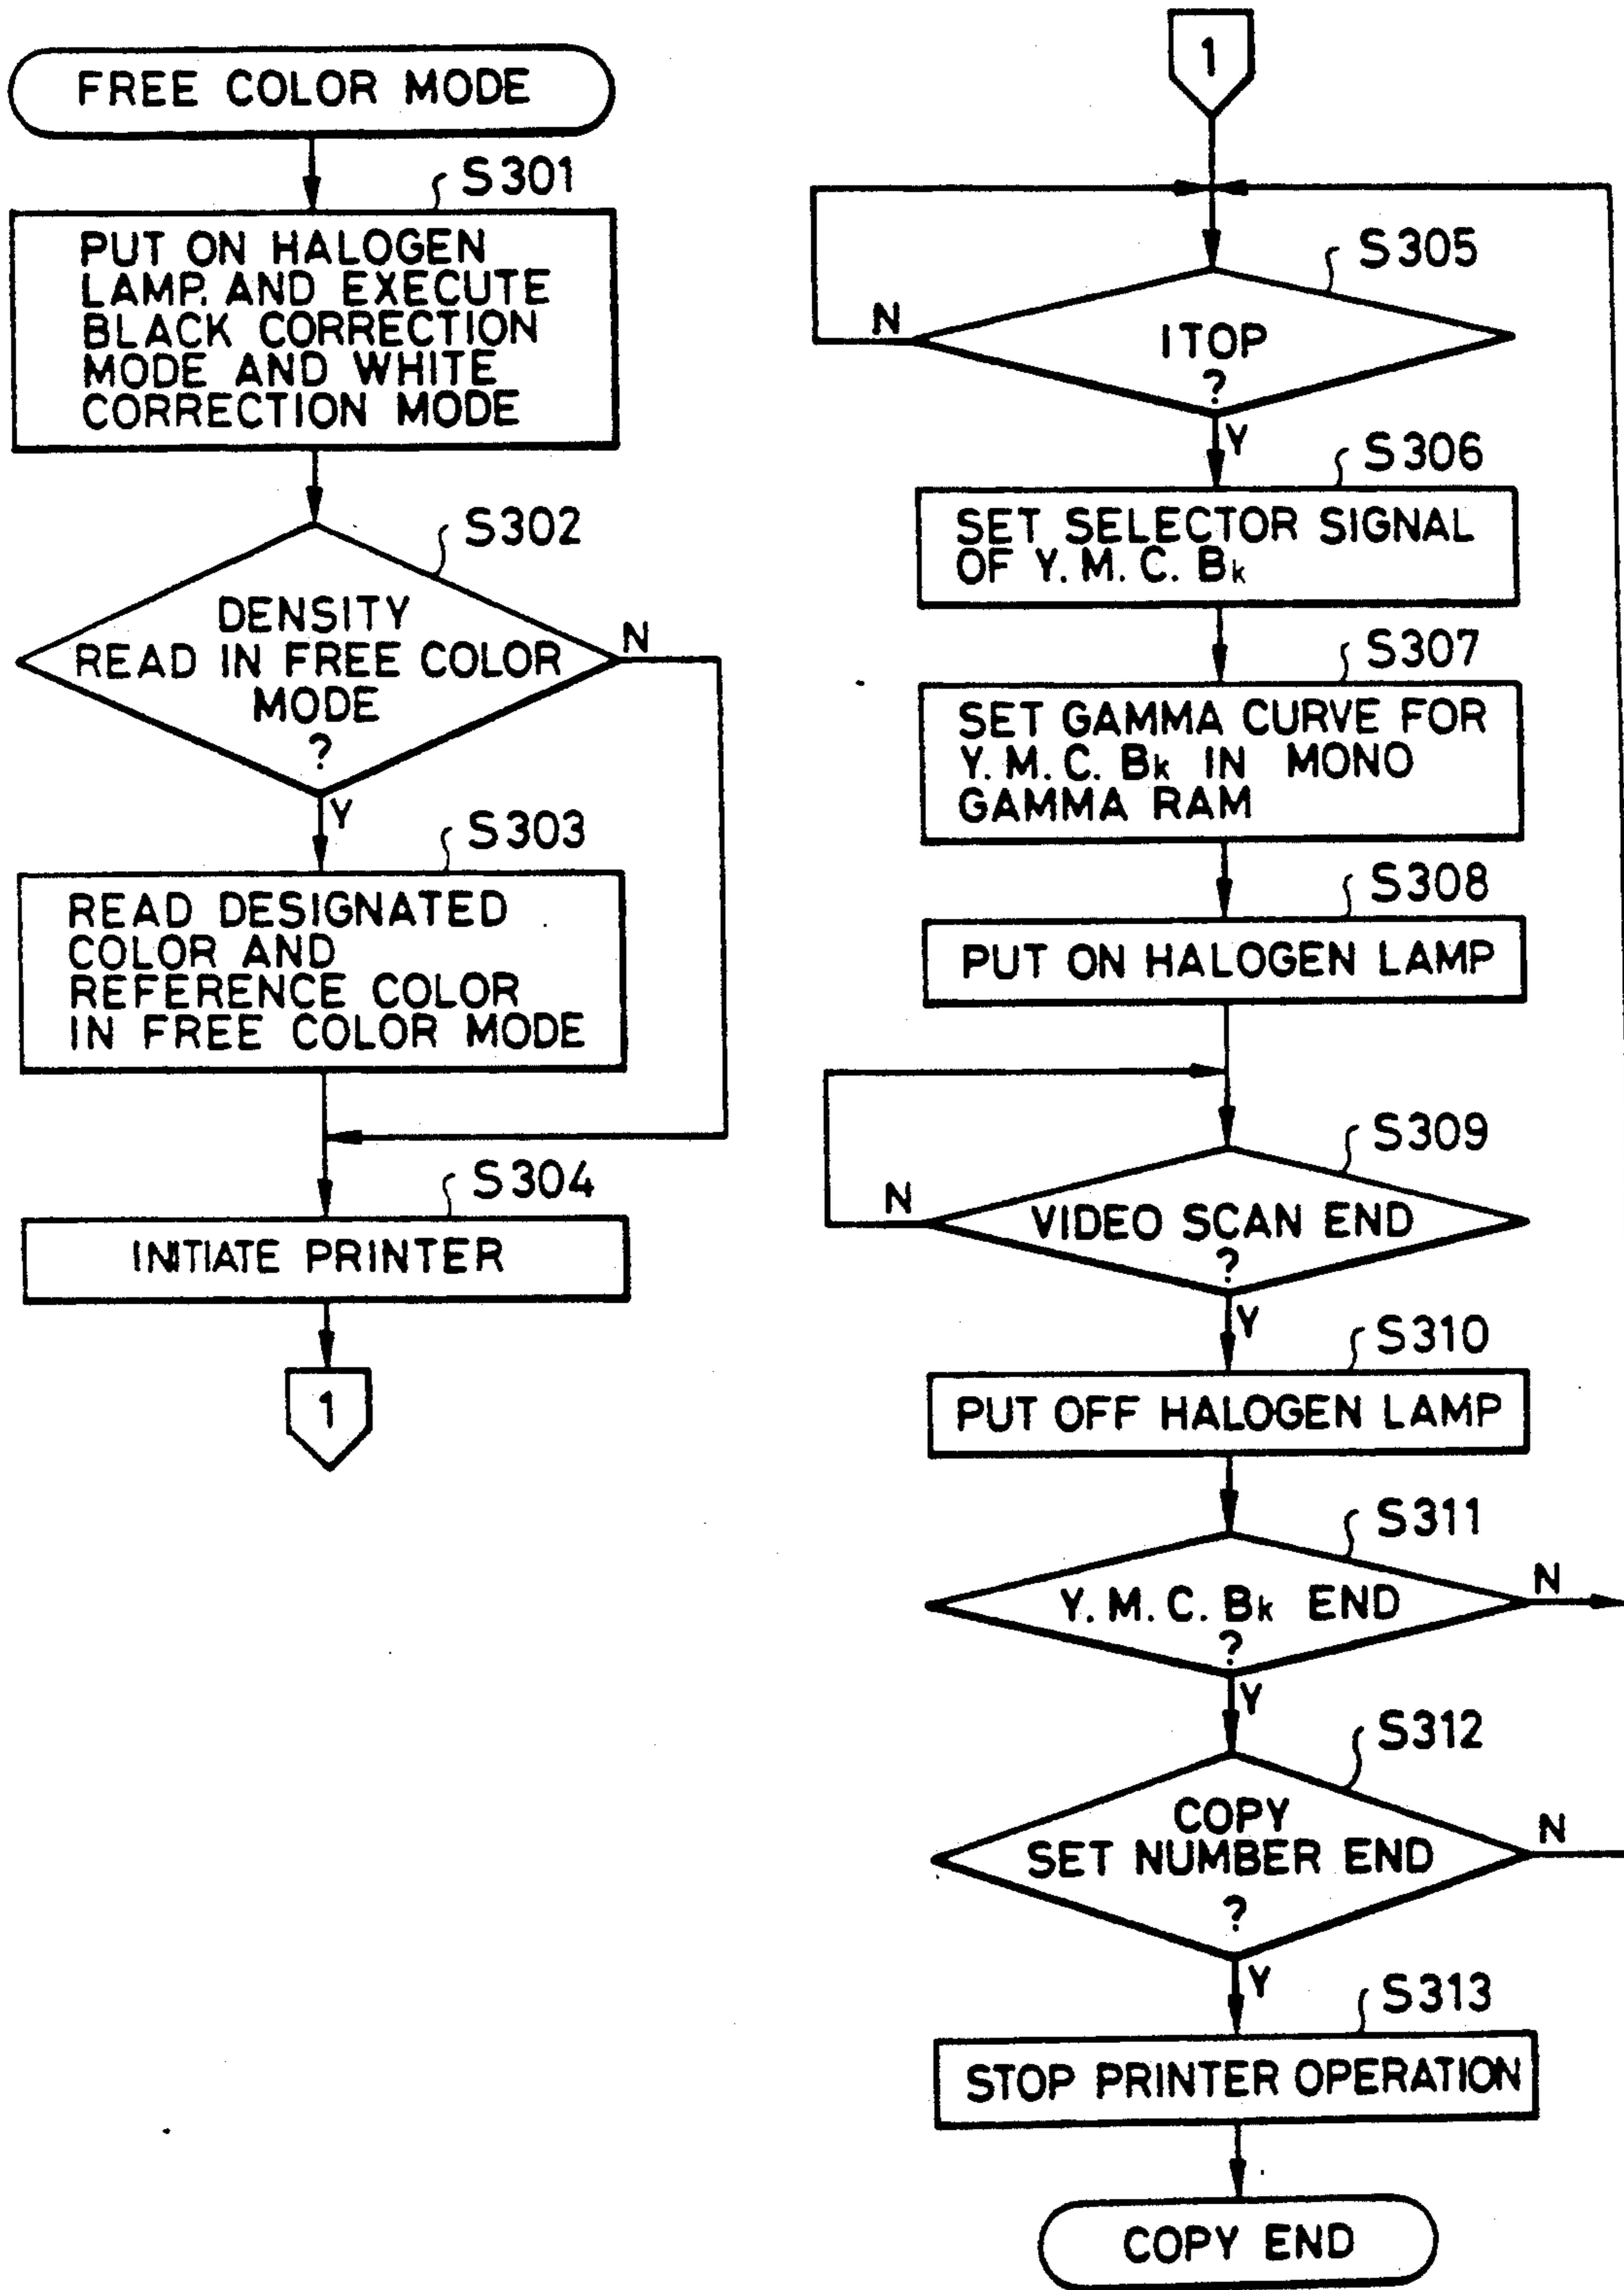 FREE COLOR MODE
S301
PUT ON HALOGEN
LAMP. AND EXECUTE
BLACK CORRECTION
MODE AND WHITE
CORRECTION MODE
S302
DENSITY
READ IN FREE COLOR
MODE
?
N
Y
S303
READ DESIGNATED
COLOR AND
REFERENCE COLOR
IN FREE COLOR MODE
S304
INITIATE PRINTER
1
1
S305
ITOP
?
N
Y
S306
SET SELECTOR SIGNAL
OF Y. M. C. Bk
S307
SET GAMMA CURVE FOR
Y. M. C. Bk IN MONO
GAMMA RAM
S308
PUT ON HALOGEN LAMP
S309
VIDEO SCAN END
?
N
Y
S310
PUT OFF HALOGEN LAMP
S311
Y. M. C. Bk END
?
N
Y
S312
COPY
SET NUMBER END
?
N
Y
S313
STOP PRINTER OPERATION
COPY END